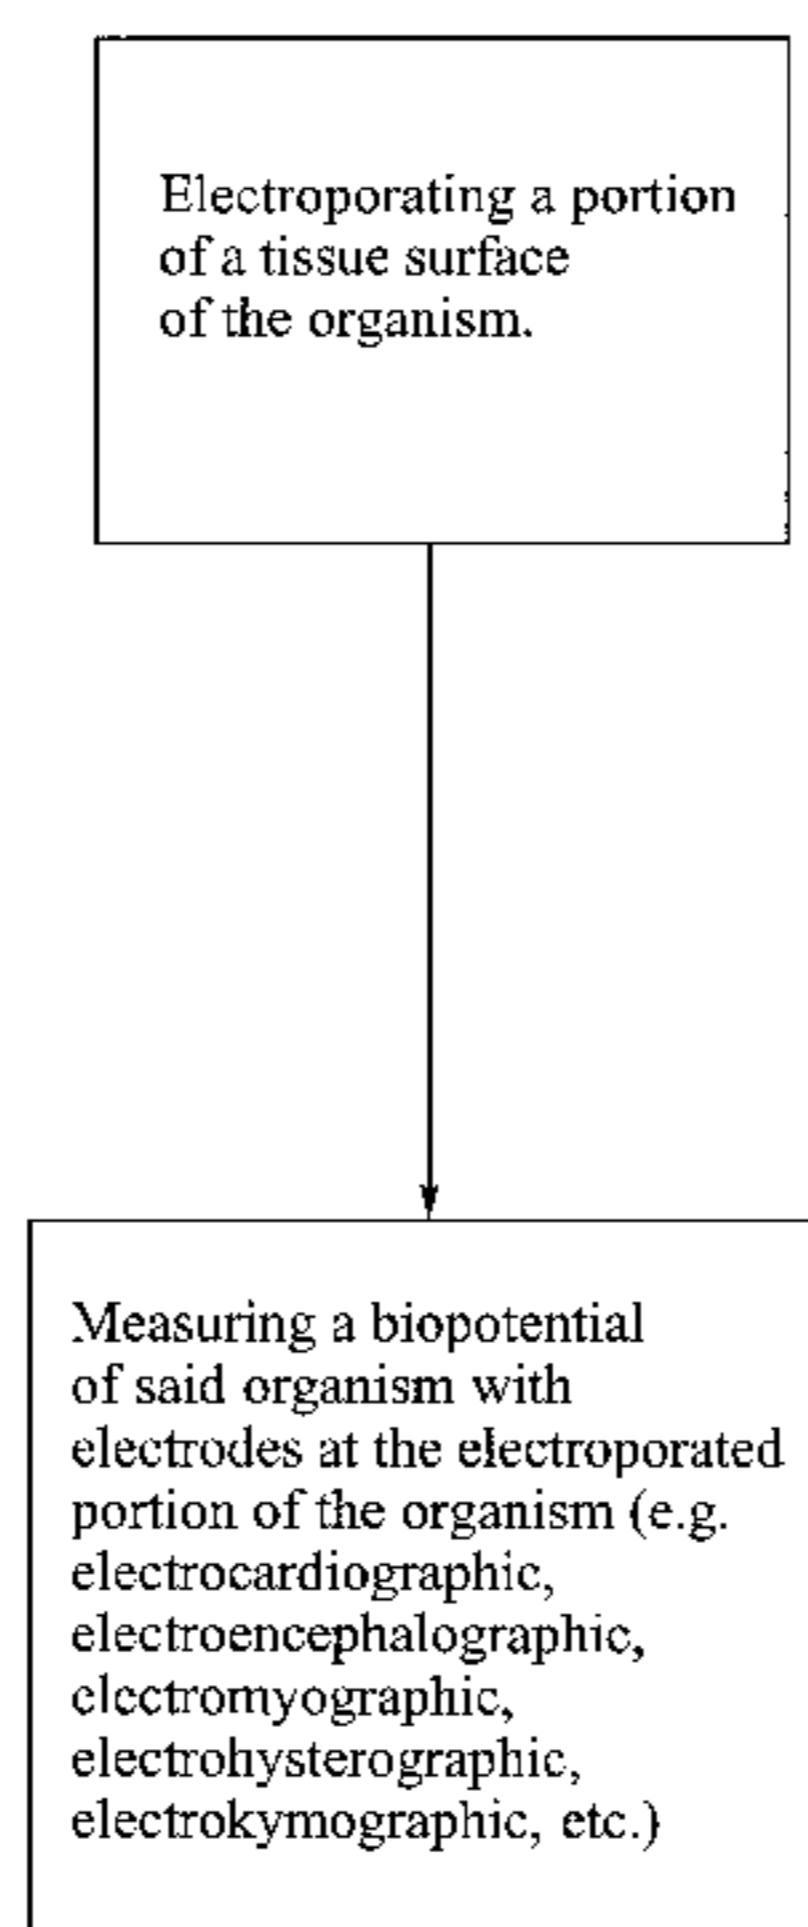 Electroporating a portion
of a tissue surface
of the organism.
Measuring a biopotential
of said organism with
electrodes at the electroporated
portion of the organism (e.g.
electrocardiographic,
electroencephalographic,
electromyographic,
electrohysterographic,
electrokymographic, etc.)